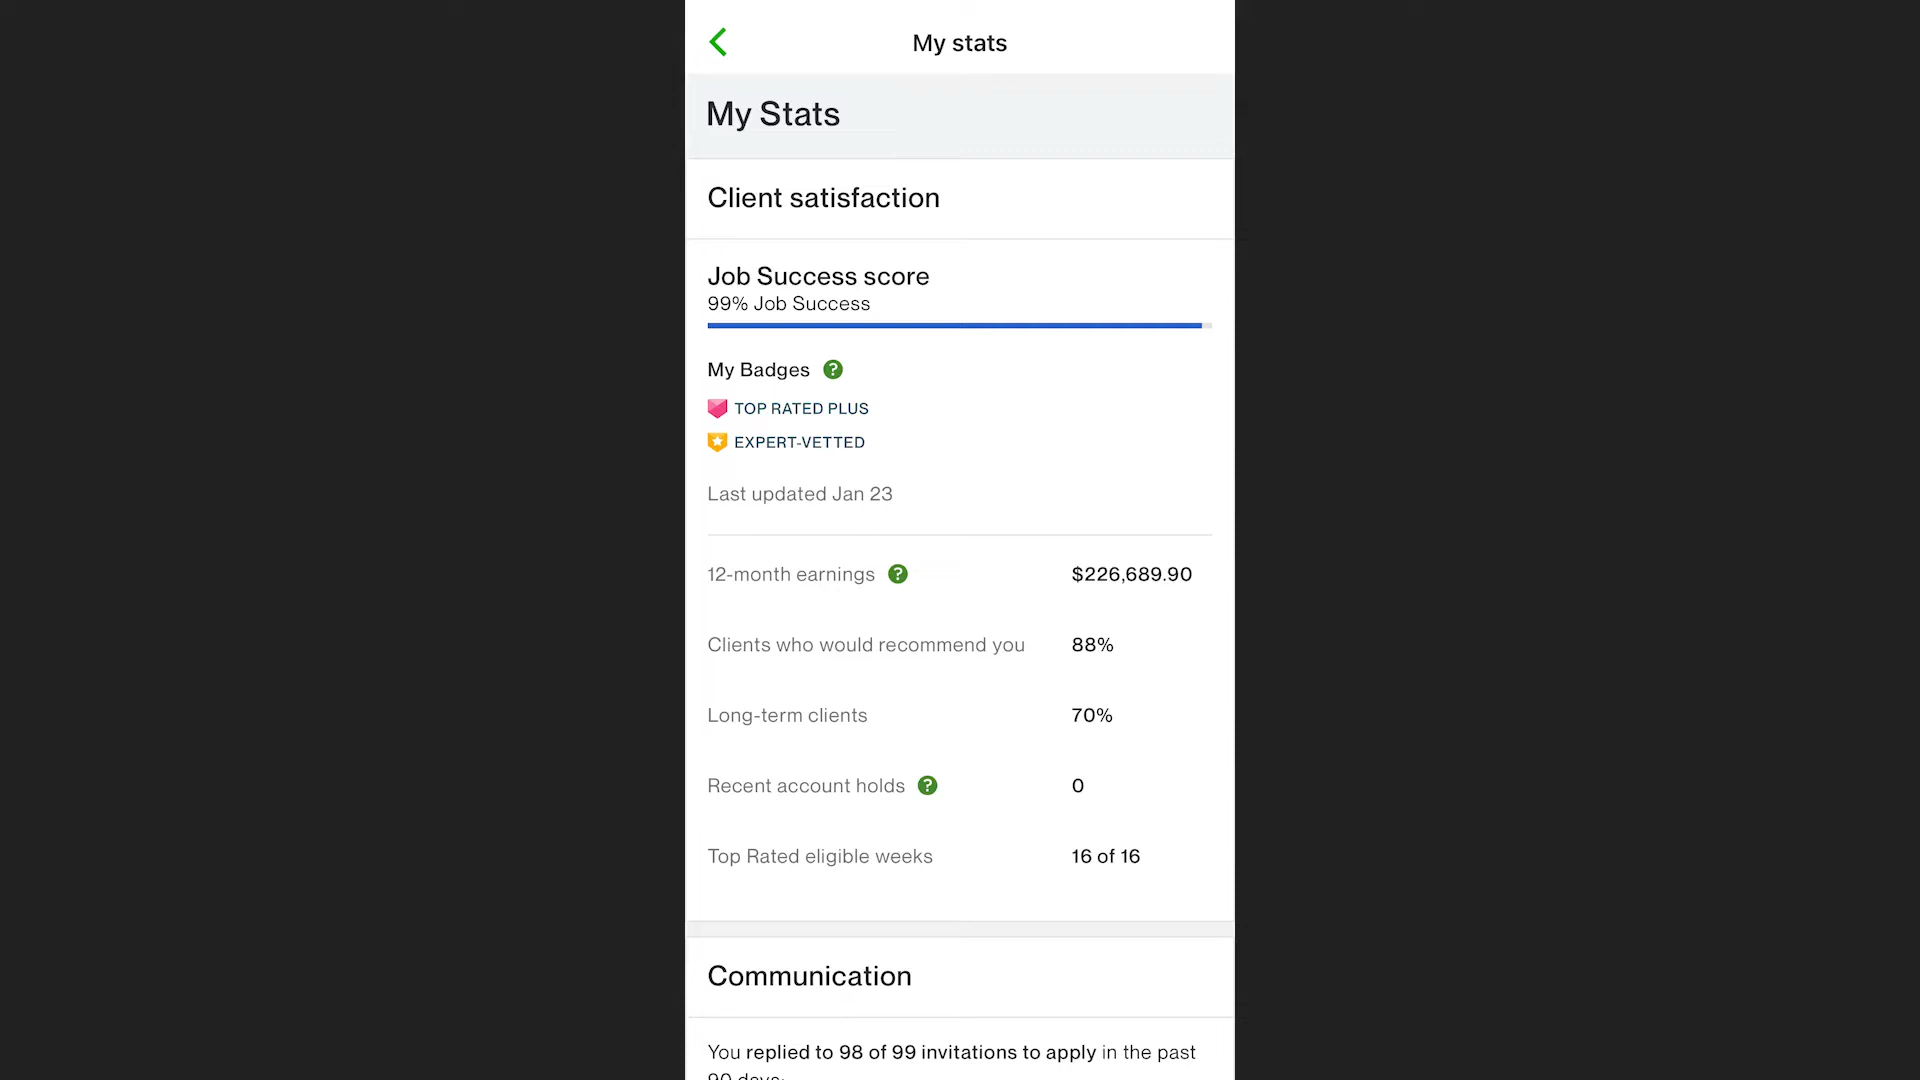 My stats
My Stats
Client satisfaction
Job Success score
99% Job Success
My Badges ?
TOP RATED PLUS
EXPERT-VETTED
Last updated Jan 23
12-month earnings ? $226,689.90
Clients who would recommend you 88%
Long-term clients 70%
Recent account holds ? 0
Top Rated eligible weeks 16 of 16
Communication
You replied to 98 of 99 invitations to apply in the past
90 days.